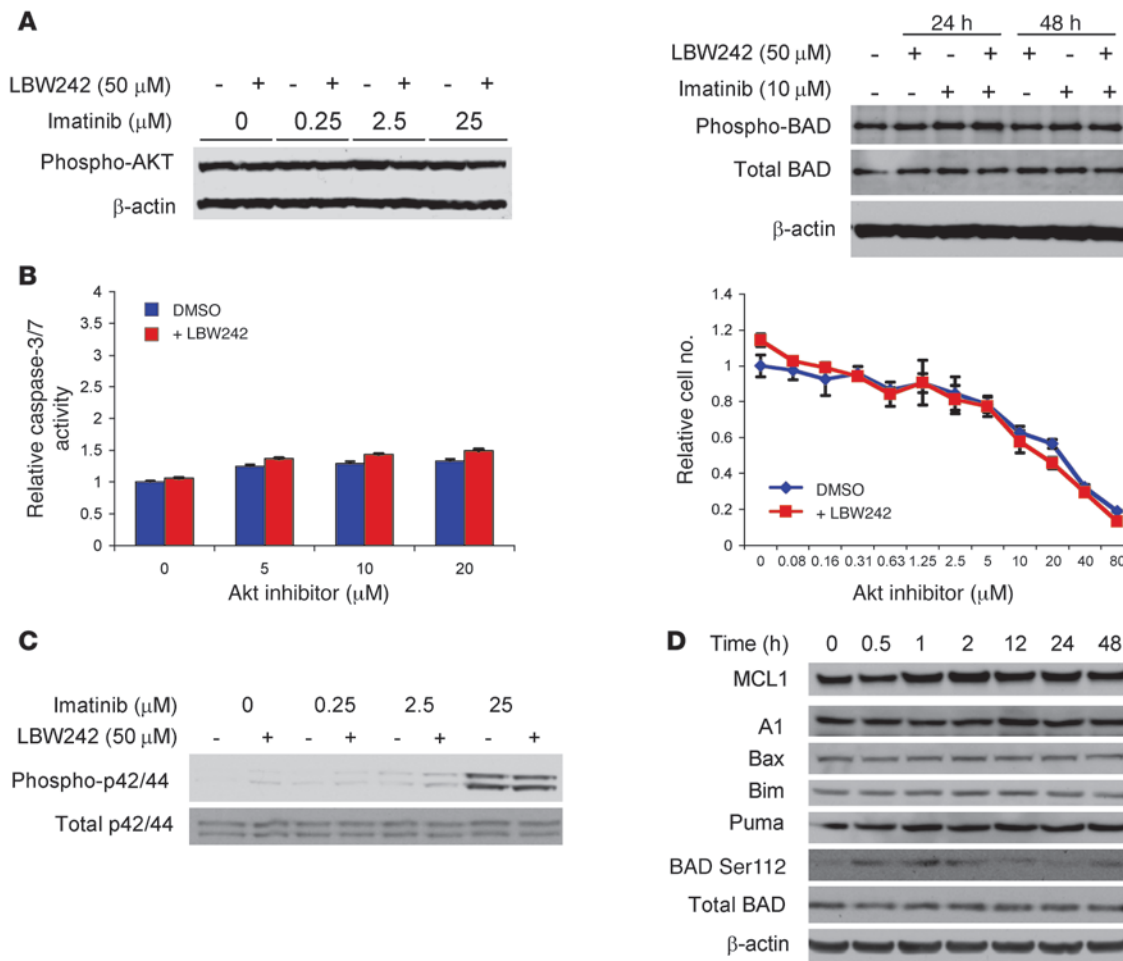 A
LBW242 (50 μM) - + - + - + - +
Imatinib (μM) 0 0.25 2.5 25
Phospho-AKT
β-actin
24 h 48 h
LBW242 (50 μM) - + - + + - +
Imatinib (10 μM) - - + + - + +
Phospho-BAD
Total BAD
β-actin
B
Relative caspase-3/7
activity
4
3.5
3
2.5
2
1.5
1
0.5
0
DMSO
+ LBW242
0 5 10 20
Akt inhibitor (μM)
Relative cell no.
1.4
1.2
1
0.8
0.6
0.4
0.2
0
DMSO
+ LBW242
0 0.08 0.16 0.31 0.63 1.25 2.5 5 10 20 40 80
Akt inhibitor (μM)
C
Imatinib (μM) 0 0.25 2.5 25
LBW242 (50 μM) - + - + - + - +
Phospho-p42/44
Total p42/44
D Time (h) 0 0.5 1 2 12 24 48
MCL1
A1
Bax
Bim
Puma
BAD Ser112
Total BAD
β-actin